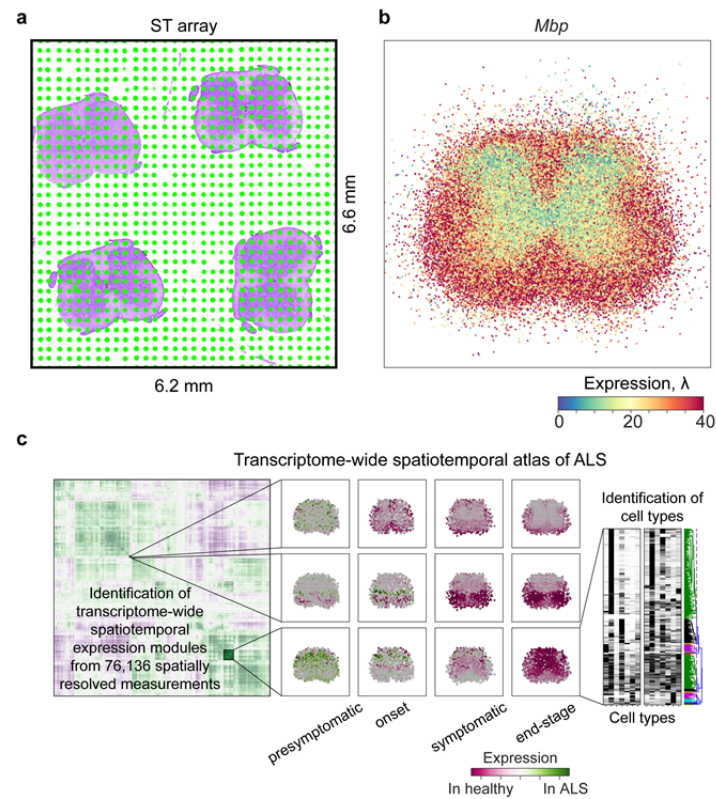 a
ST array
6.6 mm
6.2 mm
b
Mbp
Expression, λ
0 20 40
c
Transcriptome-wide spatiotemporal atlas of ALS
Identification of
transcriptome-wide
spatiotemporal
expression modules
from 76,136 spatially
resolved measurements
presymptomatic
onset
symptomatic
end-stage
Identification of
cell types
Cell types
Expression
In healthy In ALS